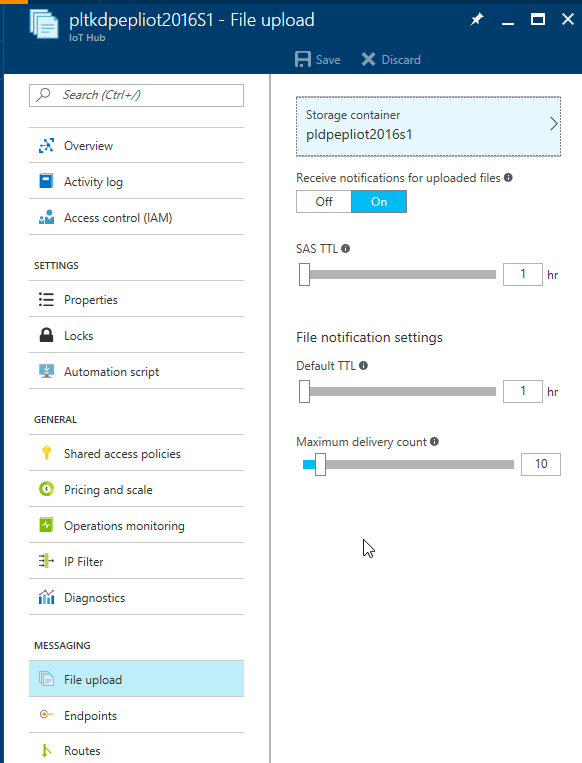 pltkdpepliot2016S1 - File upload
IoT Hub
Save
Discard
Search (Ctrl+/)
Overview
Activity log
Access control (IAM)
SETTINGS
Properties
Locks
Automation script
GENERAL
Shared access policies
Pricing and scale
Operations monitoring
IP Filter
Diagnostics
MESSAGING
File upload
Endpoints
Routes
Storage container
pldpepliot2016s1
Receive notifications for uploaded files
Off
On
SAS TTL
1 hr
File notification settings
Default TTL
1 hr
Maximum delivery count
10